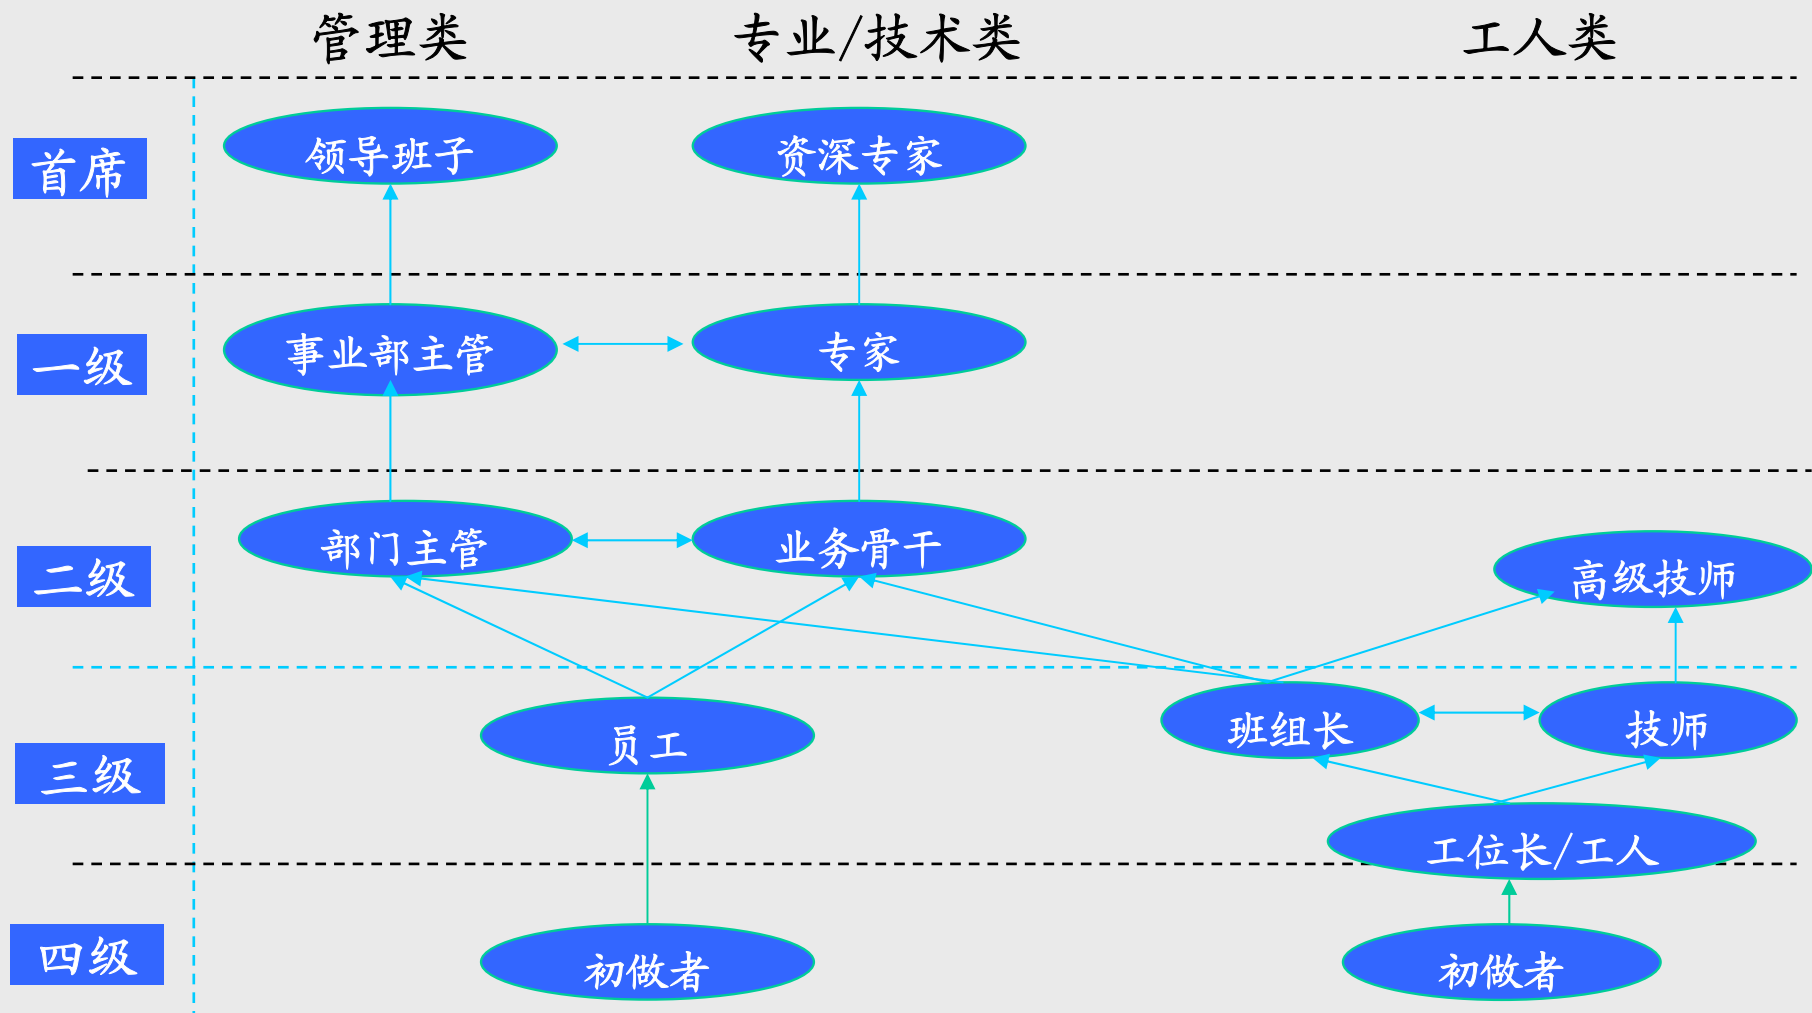 管理类
专业/技术类
工人类
首席
领导班子
资深专家
一级
事业部主管
专家
二级
部门主管
业务骨干
高级技师
三级
员工
班组长
技师
工位长/工人
四级
初做者
初做者